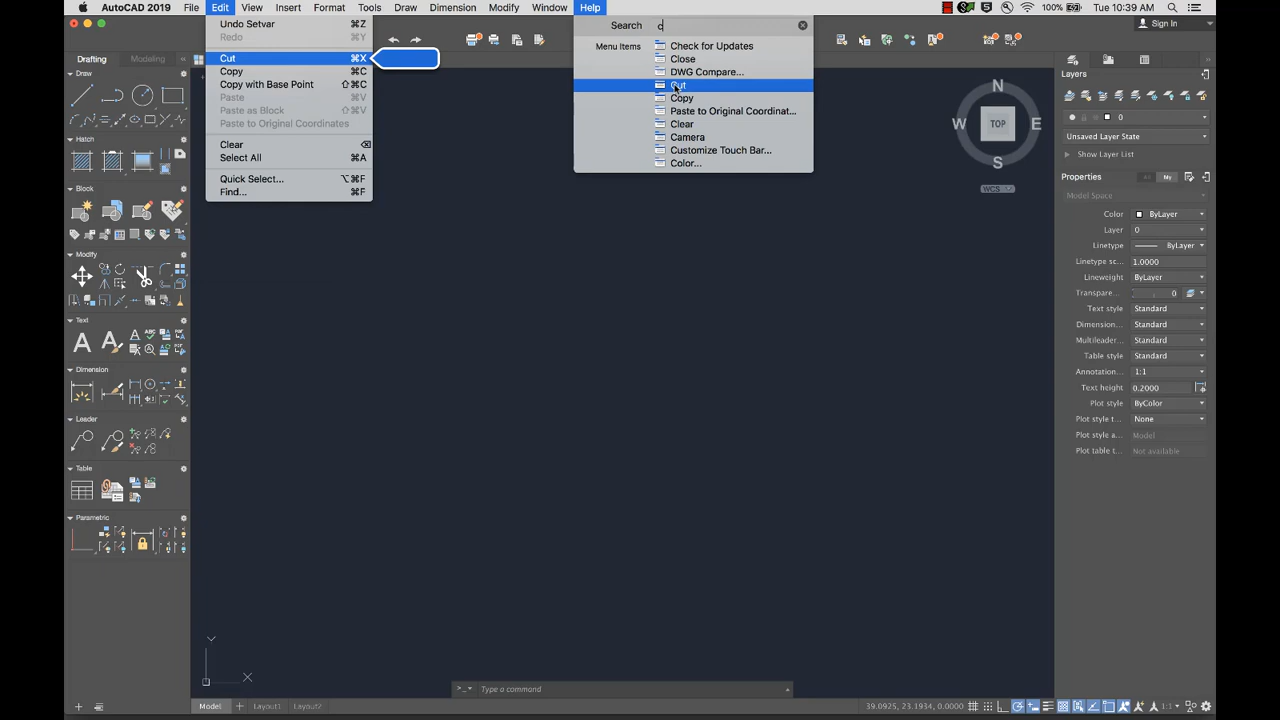 AutoCAD 2019 File Edit View Insert Format Tools Draw Dimension Modify Window Help 100% Tue 10:39 AM
Undo Setvar ⌘Z
Redo ⌘Y
Cut ⌘X
Copy ⌘C
Copy with Base Point ⇧⌘C
Paste ⌘V
Paste as Block ⇧⌘V
Paste to Original Coordinates
Clear
Select All ⌘A
Quick Select... ⌥⌘F
Find... ⌘F
Search c
Menu Items Check for Updates
Close
DWG Compare...
Cut
Copy
Paste to Original Coordinat...
Clear
Camera
Customize Touch Bar...
Color...
Sign In
Drafting Modeling
Draw
Hatch
Block
Modify
Text
Dimension
Leader
Table
Parametric
N
W TOP E
S
WCS
Layers
0
Unsaved Layer State
Show Layer List
Properties All My
Model Space
Color ByLayer
Layer 0
Linetype ByLayer
Linetype sc... 1.0000
Lineweight ByLayer
Transpare... 0
Text style Standard
Dimension... Standard
Multileader... Standard
Table style Standard
Annotation... 1:1
Text height 0.2000
Plot style ByColor
Plot style t... None
Plot style a... Model
Plot table t... Not available
Y
X
>_ Type a command
Model Layout1 Layout2 39.0925, 23.1934, 0.0000 1:1